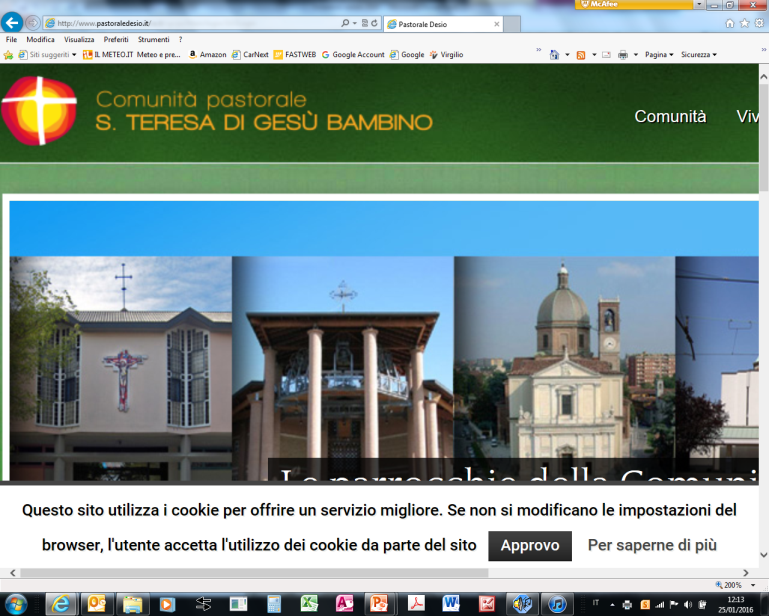 McAfee
http://www.pastoraledesio.it/
Pastorale Desio
File Modifica Visualizza Preferiti Strumenti ?
Siti suggeriti IL METEO.IT Meteo e pre... Amazon CarNext FASTWEB Google Account Google Virgilio
Pagina Sicurezza
Comunità pastorale
S. TERESA DI GESÙ BAMBINO
Comunità Viv
Le parrocchie della Comuni
Questo sito utilizza i cookie per offrire un servizio migliore. Se non si modificano le impostazioni del
browser, l'utente accetta l'utilizzo dei cookie da parte del sito Approvo Per saperne di più
200%
IT
12:13
25/01/2016